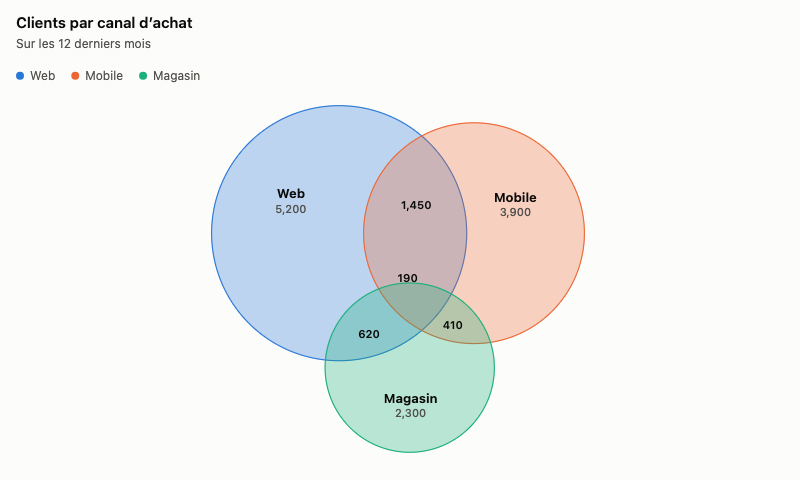 Clients par canal d’achat
Sur les 12 derniers mois
Web Mobile Magasin
Web
5,200
Mobile
3,900
1,450
190
620
410
Magasin
2,300